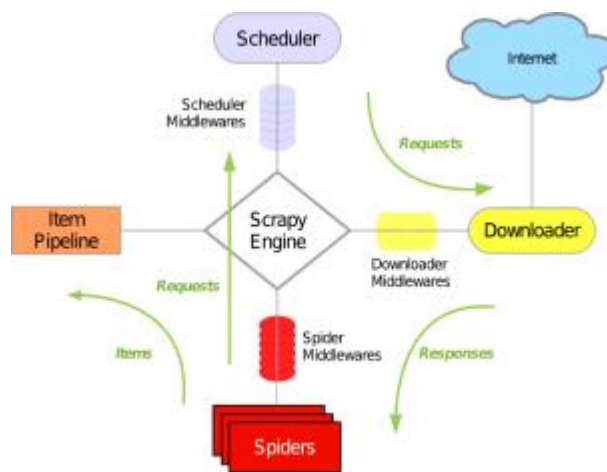 Scheduler
Internet
Scheduler
Middlewares
Requests
Item
Pipeline
Scrapy
Engine
Downloader
Downloader
Middlewares
Requests
Items
Spider
Middlewares
Responses
Spiders